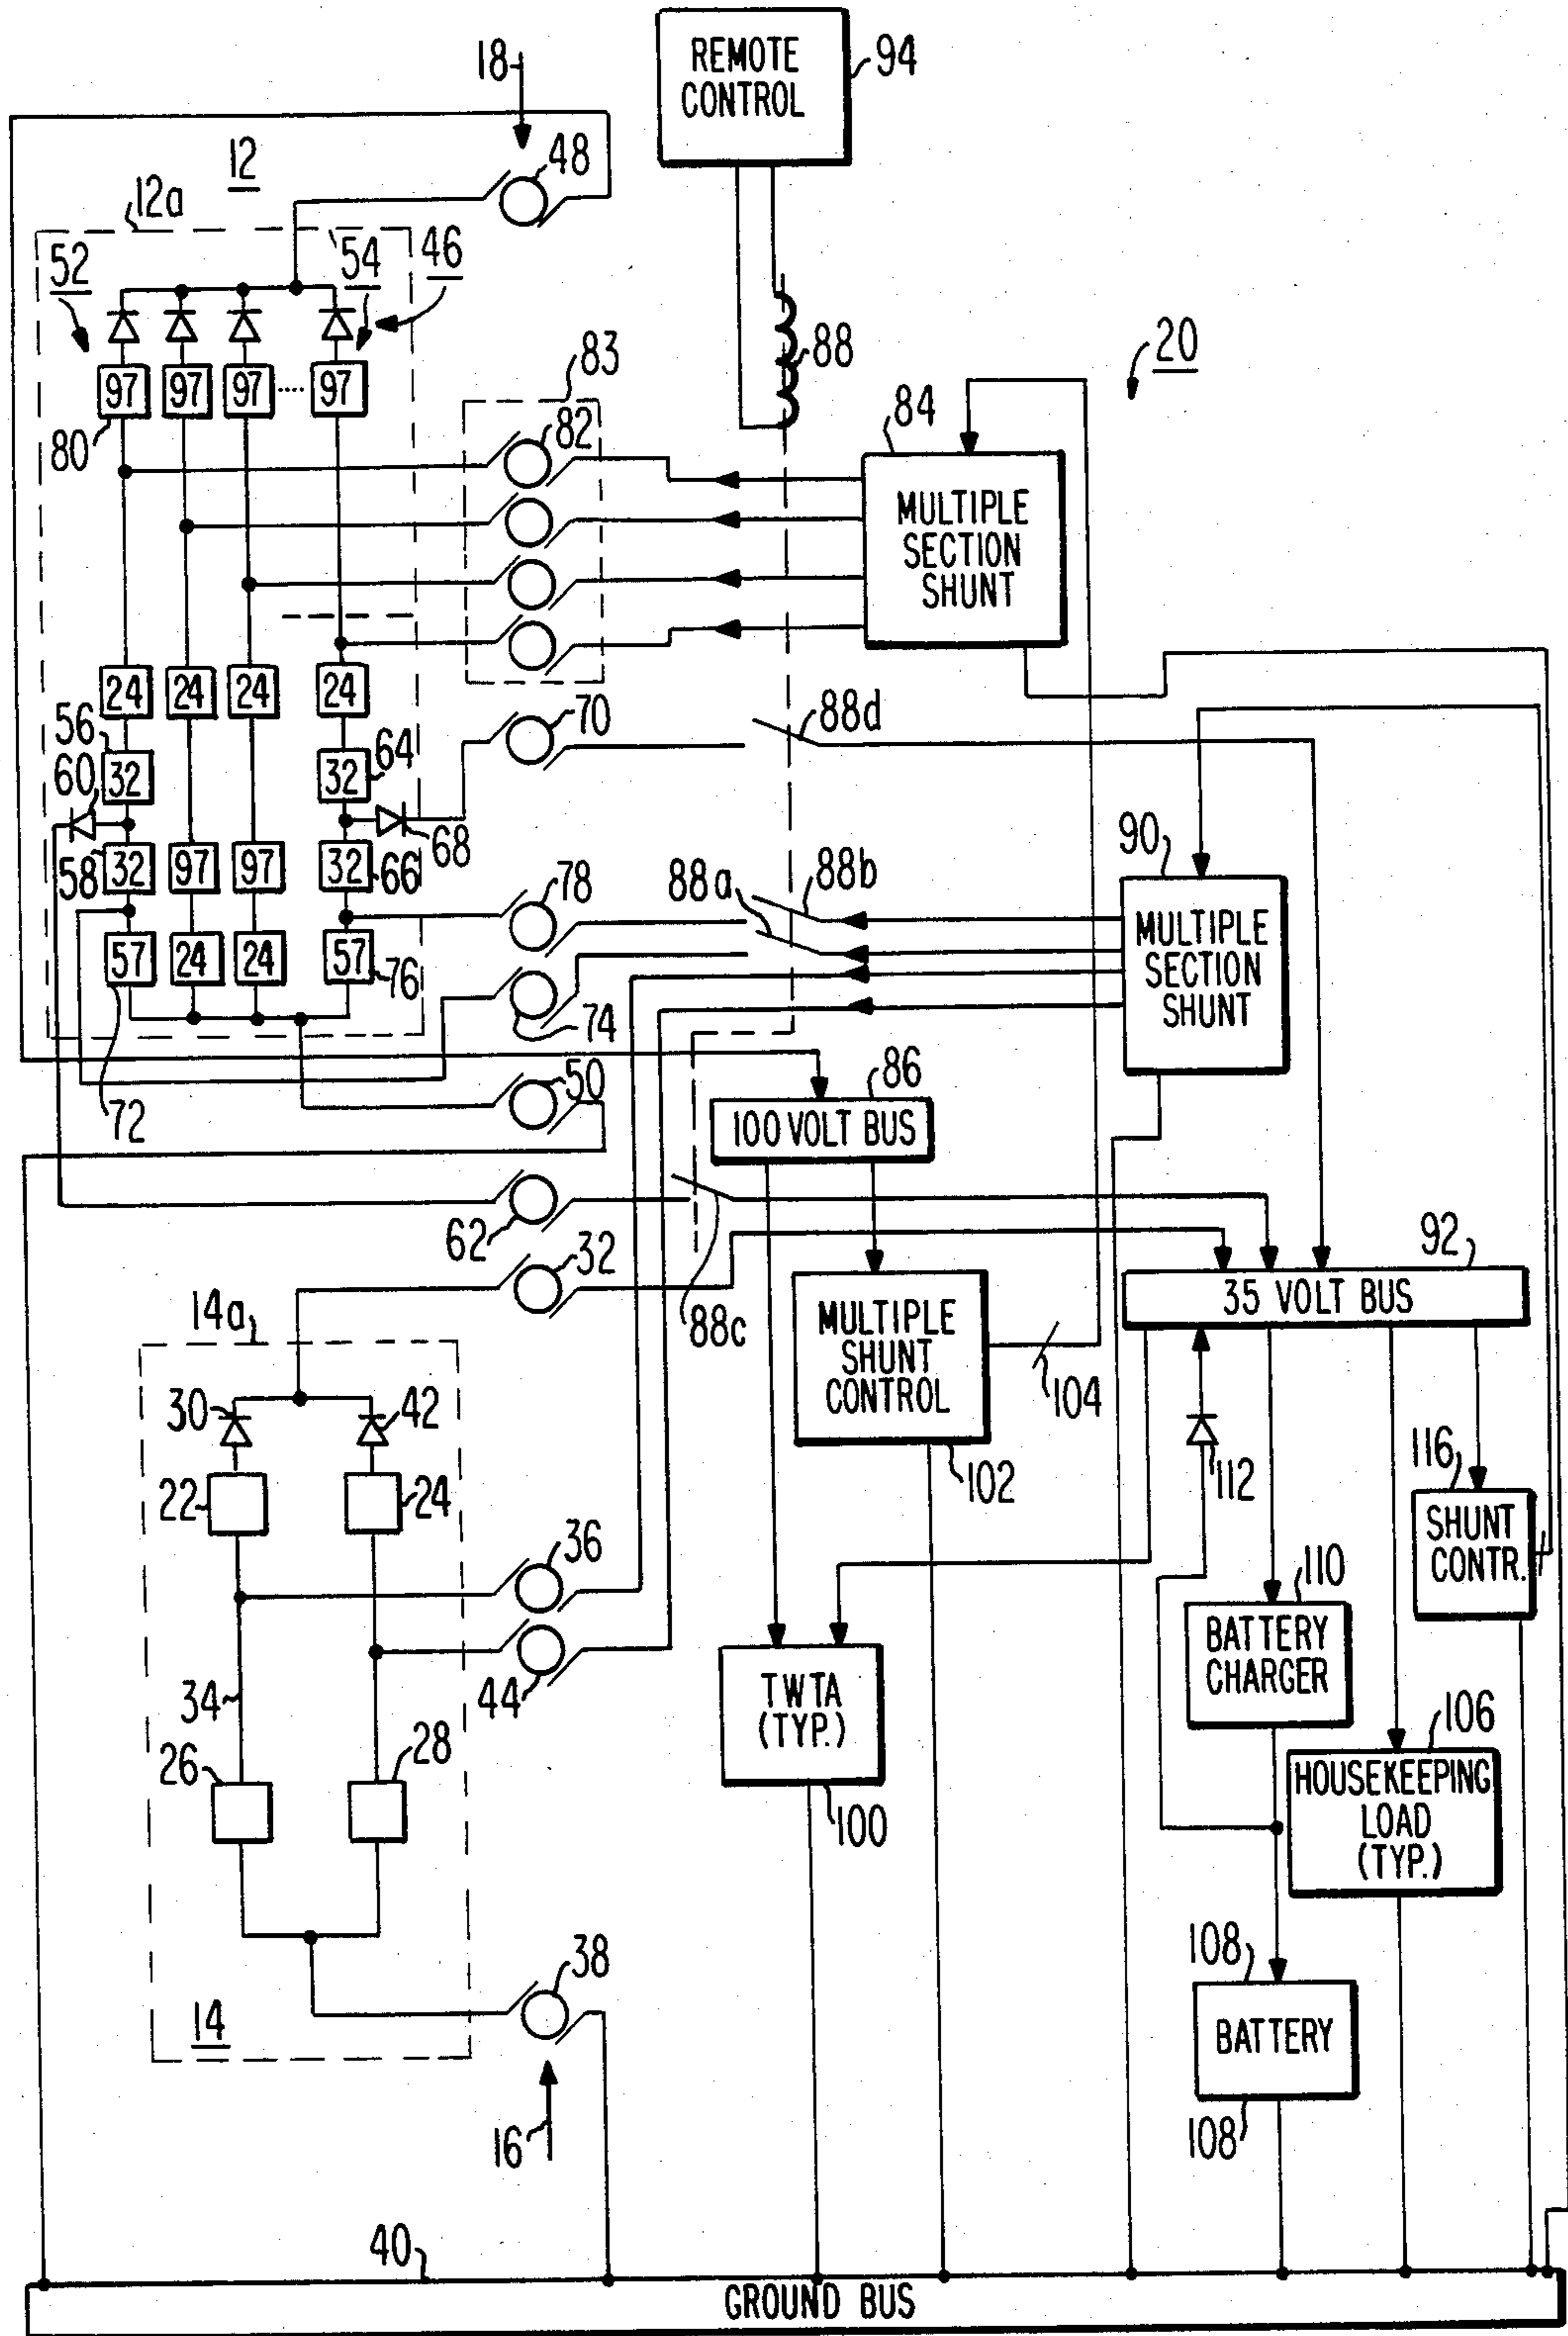 REMOTE
CONTROL
94
18
12
48
12a
52
54
46
88
20
97
97
97
97
80
83
82
84
MULTIPLE
SECTION
SHUNT
24
24
24
24
56
32
60
64
32
70
88d
68
58
32
97
97
32
66
78
88a
88b
90
MULTIPLE
SECTION
SHUNT
57
24
24
57
76
74
72
50
86
100 VOLT BUS
62
32
88c
92
35 VOLT BUS
14a
MULTIPLE
SHUNT
CONTROL
104
102
30
42
22
24
112
116
SHUNT
CONTR.
36
110
BATTERY
CHARGER
44
34
TWTA
(TYP.)
100
106
HOUSEKEEPING
LOAD
(TYP.)
26
28
38
108
BATTERY
108
14
16
40
GROUND BUS